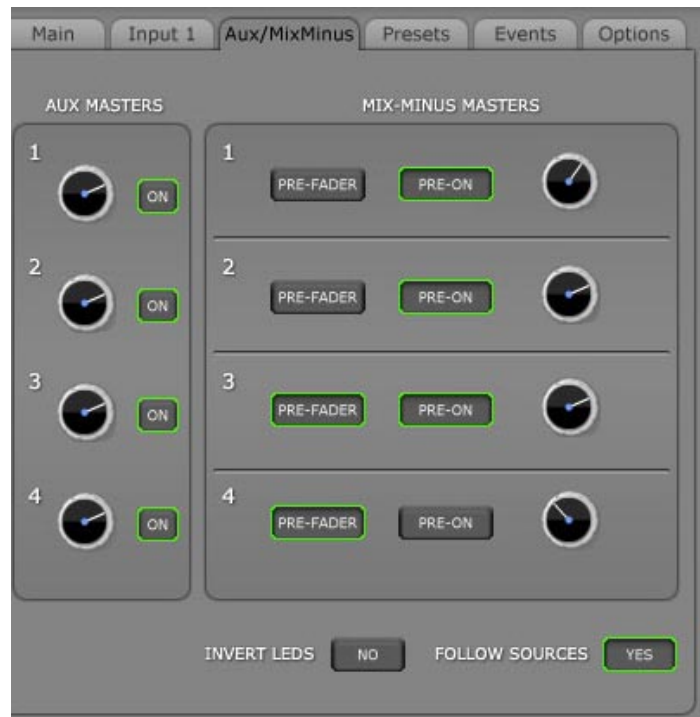 Main Input 1 Aux/MixMinus Presets Events Options
AUX MASTERS MIX-MINUS MASTERS
1 ON 1 PRE-FADER PRE-ON
2 ON 2 PRE-FADER PRE-ON
3 ON 3 PRE-FADER PRE-ON
4 ON 4 PRE-FADER PRE-ON
INVERT LEDS NO FOLLOW SOURCES YES